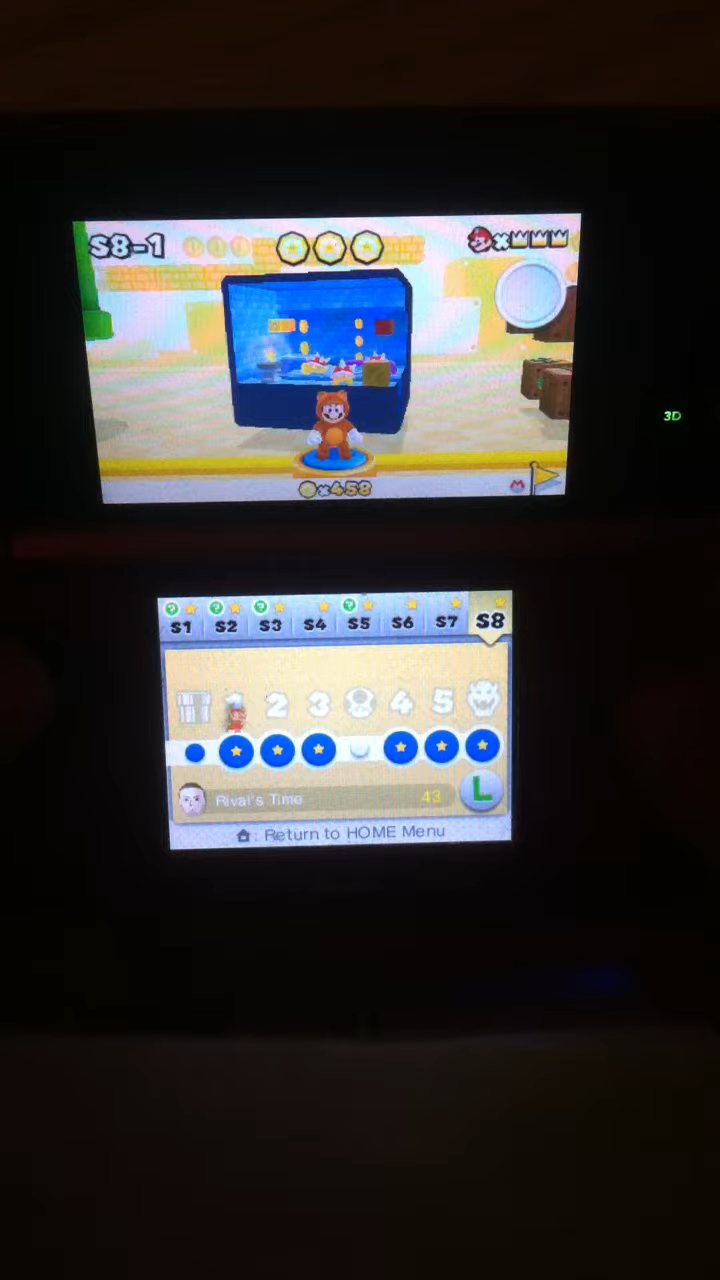 S8-1
×
×458
M
3D
S1 S2 S3 S4 S5 S6 S7 S8
2 3 4 5
Rival's Time 43 L
: Return to HOME Menu